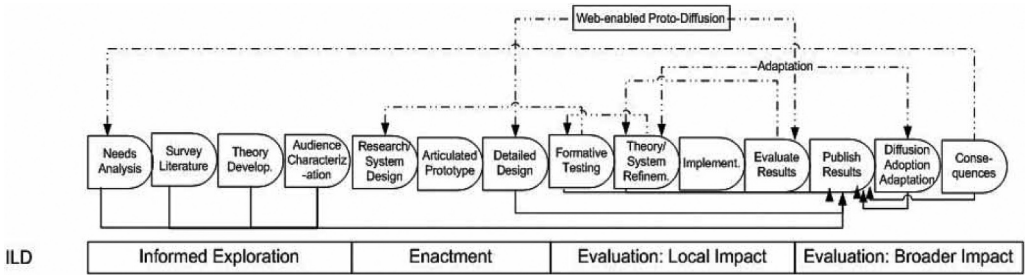 Web-enabled Proto-Diffusion
Adaptation
Needs
Analysis
Survey
Literature
Theory
Develop.
Audience
Characteriz
-ation
Research/
System
Design
Articulated
Prototype
Detailed
Design
Formative
Testing
Theory/
System
Refinem.
Implement.
Evaluate
Results
Publish
Results
Diffusion
Adoption
Adaptation
Conse-
quences
ILD
Informed Exploration
Enactment
Evaluation: Local Impact
Evaluation: Broader Impact